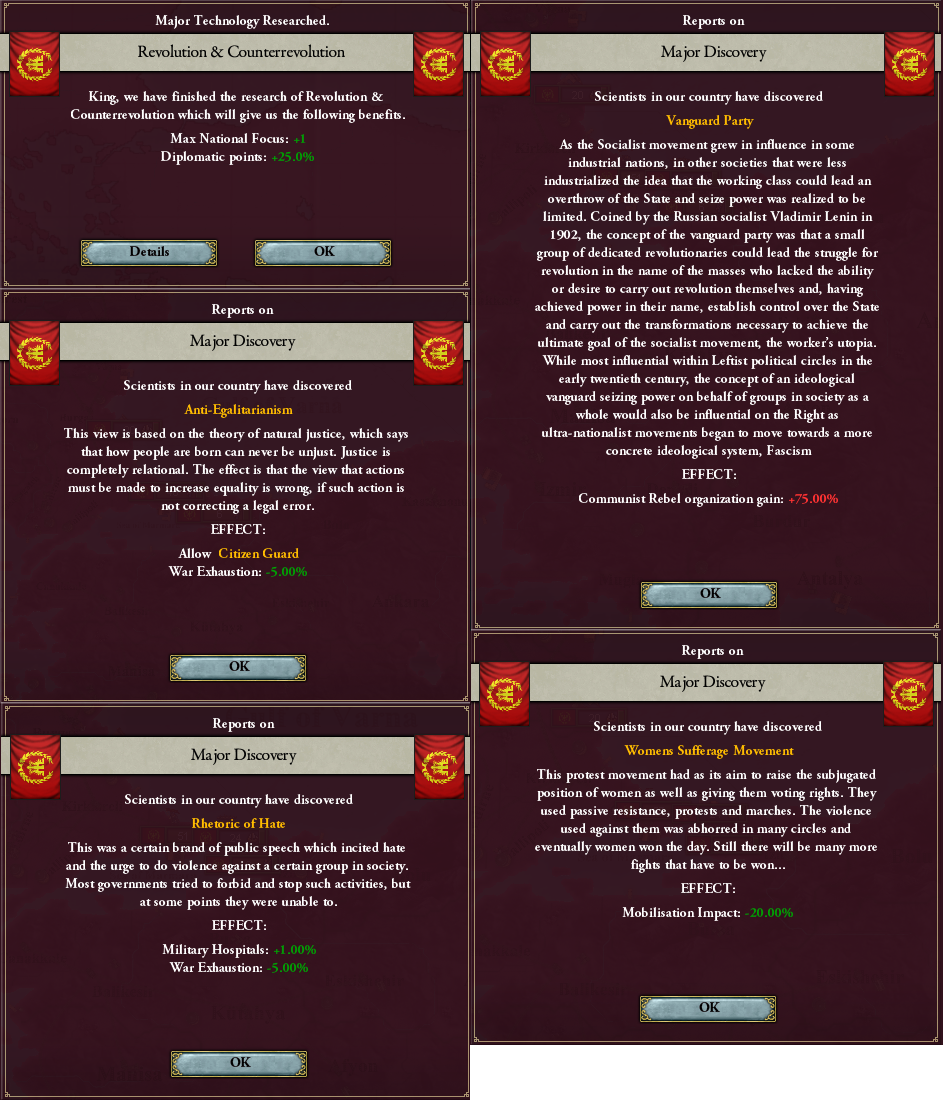 Major Technology Researched.
Revolution & Counterrevolution
King, we have finished the research of Revolution &
Counterrevolution which will give us the following benefits.
Max National Focus: +1
Diplomatic points: +25.0%
Details
OK
Reports on
Major Discovery
Scientists in our country have discovered
Anti-Egalitarianism
This view is based on the theory of natural justice, which says
that how people are born can never be unjust. Justice is
completely relational. The effect is that the view that actions
must be made to increase equality is wrong, if such action is
not correcting a legal error.
EFFECT:
Allow Citizen Guard
War Exhaustion: -5.00%
OK
Reports on
Major Discovery
Scientists in our country have discovered
Rhetoric of Hate
This was a certain brand of public speech which incited hate
and the urge to do violence against a certain group in society.
Most governments tried to forbid and stop such activities, but
at some points they were unable to.
EFFECT:
Military Hospitals: +1.00%
War Exhaustion: -5.00%
OK
Reports on
Major Discovery
Scientists in our country have discovered
Vanguard Party
As the Socialist movement grew in influence in some
industrial nations, in other societies that were less
industrialized the idea that the working class could lead an
overthrow of the State and seize power was realized to be
limited. Coined by the Russian socialist Vladimir Lenin in
1902, the concept of the vanguard party was that a small
group of dedicated revolutionaries could lead the struggle for
revolution in the name of the masses who lacked the ability
or desire to carry out revolution themselves and, having
achieved power in their name, establish control over the State
and carry out the transformations necessary to achieve the
ultimate goal of the socialist movement, the worker's utopia.
While most influential within Leftist political circles in the
early twentieth century, the concept of an ideological
vanguard seizing power on behalf of groups in society as a
whole would also be influential on the Right as
ultra-nationalist movements began to move towards a more
concrete ideological system, Fascism
EFFECT:
Communist Rebel organization gain: +75.00%
OK
Reports on
Major Discovery
Scientists in our country have discovered
Womens Sufferage Movement
This protest movement had as its aim to raise the subjugated
position of women as well as giving them voting rights. They
used passive resistance, protests and marches. The violence
used against them was abhorred in many circles and
eventually women won the day. Still there will be many more
fights that have to be won...
EFFECT:
Mobilisation Impact: -20.00%
OK